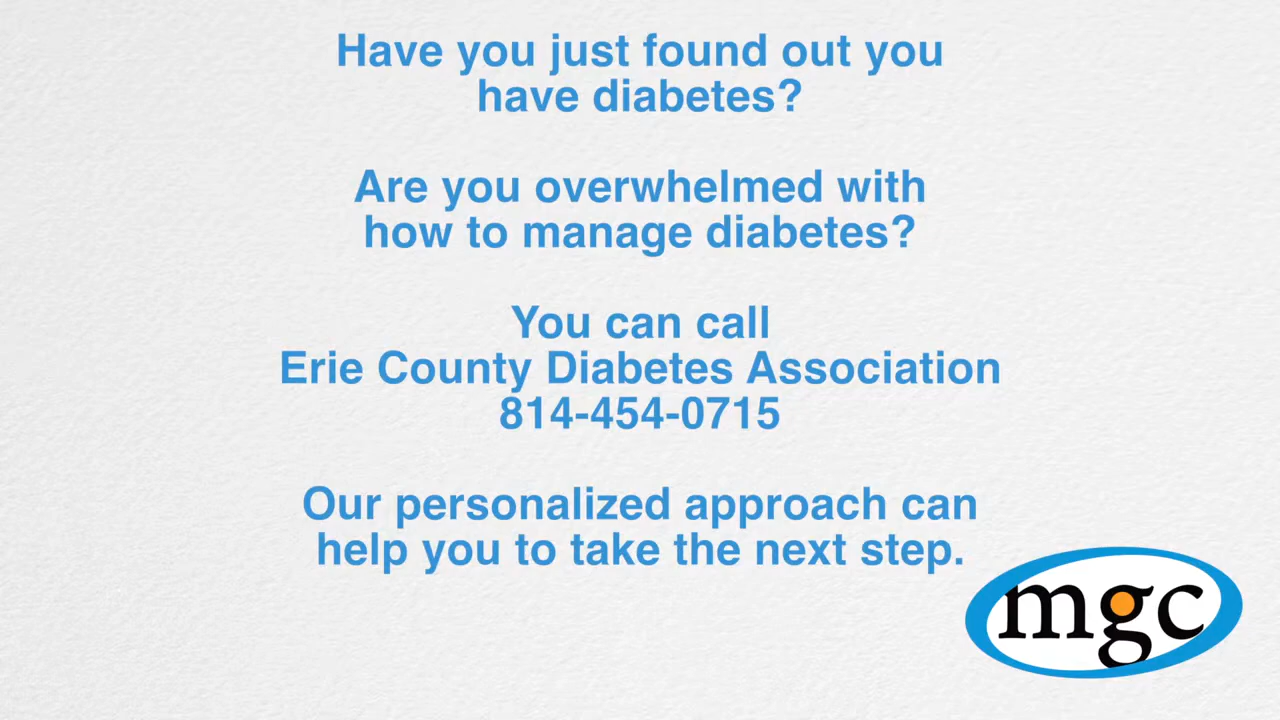 Have you just found out you
have diabetes?
Are you overwhelmed with
how to manage diabetes?
You can call
Erie County Diabetes Association
814-454-0715
Our personalized approach can
help you to take the next step.
mgc